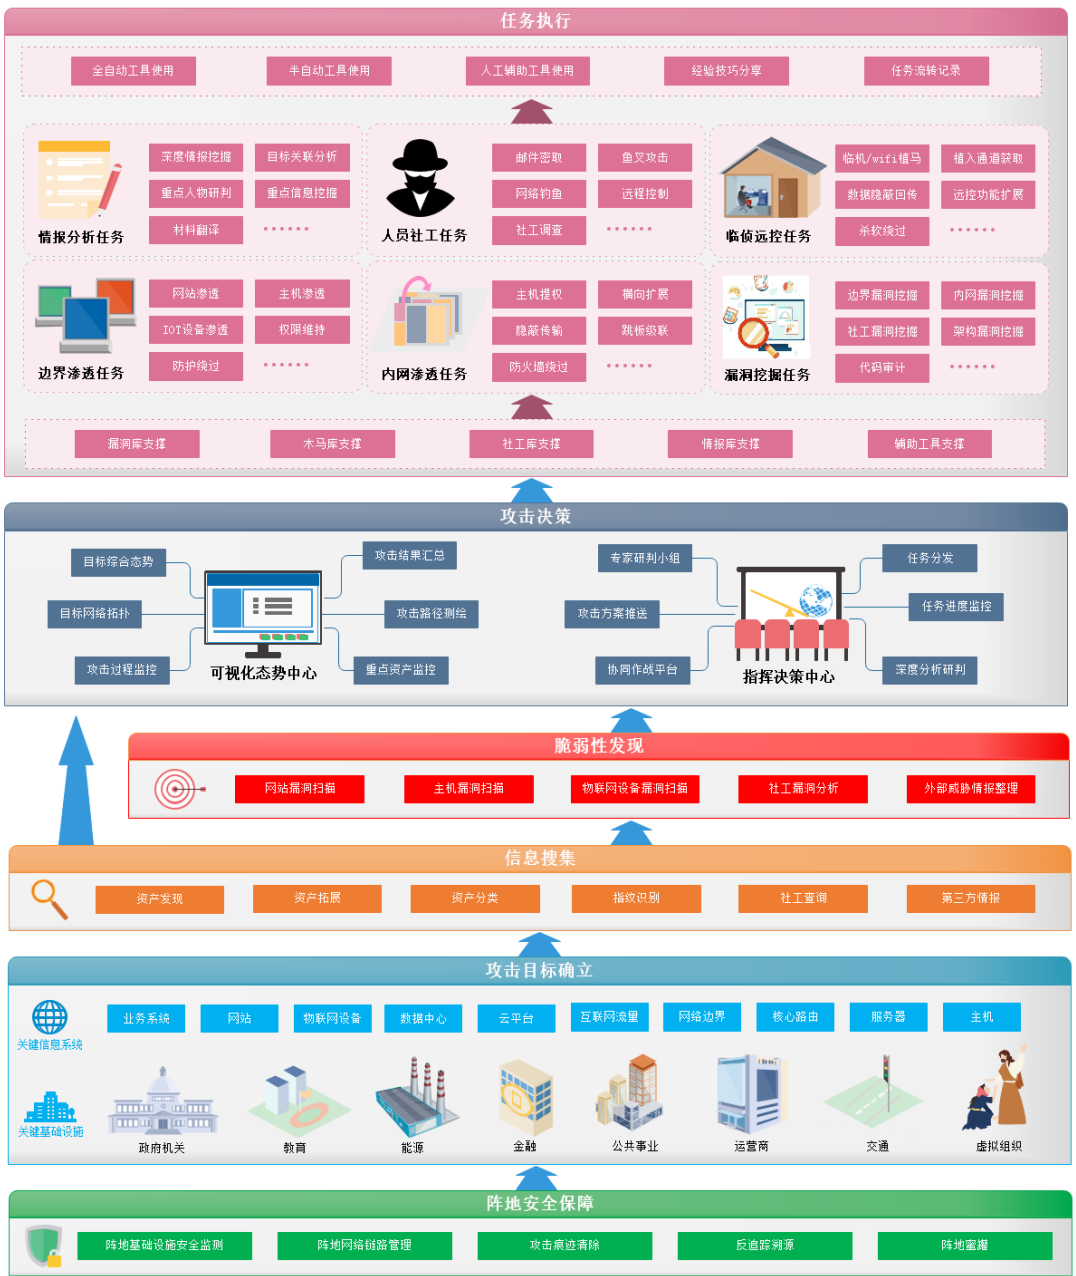 任务执行
全自动工具使用
半自动工具使用
人工辅助工具使用
经验技巧分享
任务流转记录
深度情报挖掘
目标关联分析
重点人物研判
重点信息挖掘
材料翻译
······
情报分析任务
邮件密取
鱼叉攻击
网络钓鱼
远程控制
社工调查
······
人员社工任务
临机/wifi植马
植入通道获取
数据隐蔽回传
远控功能扩展
杀软绕过
······
临侦远控任务
网站渗透
主机渗透
IOT设备渗透
权限维持
防护绕过
······
边界渗透任务
主机提权
横向扩展
隐蔽传输
跳板级联
防火墙绕过
······
内网渗透任务
边界漏洞挖掘
内网漏洞挖掘
社工漏洞挖掘
架构漏洞挖掘
代码审计
······
漏洞挖掘任务
漏洞库支撑
木马库支撑
社工库支撑
情报库支撑
辅助工具支撑
攻击决策
目标综合态势
攻击结果汇总
目标网络拓扑
攻击路径测绘
攻击过程监控
重点资产监控
可视化态势中心
专家研判小组
任务分发
攻击方案推送
任务进度监控
协同作战平台
深度分析研判
指挥决策中心
脆弱性发现
网站漏洞扫描
主机漏洞扫描
物联网设备漏洞扫描
社工漏洞分析
外部威胁情报整理
信息搜集
资产发现
资产拓展
资产分类
指纹识别
社工查询
第三方情报
攻击目标确立
关键信息系统
业务系统
网站
物联网设备
数据中心
云平台
互联网流量
网络边界
核心路由
服务器
主机
关键基础设施
政府机关
教育
能源
金融
公共事业
运营商
交通
虚拟组织
阵地安全保障
阵地基础设施安全监测
阵地网络链路管理
攻击痕迹清除
反追踪溯源
阵地蜜罐